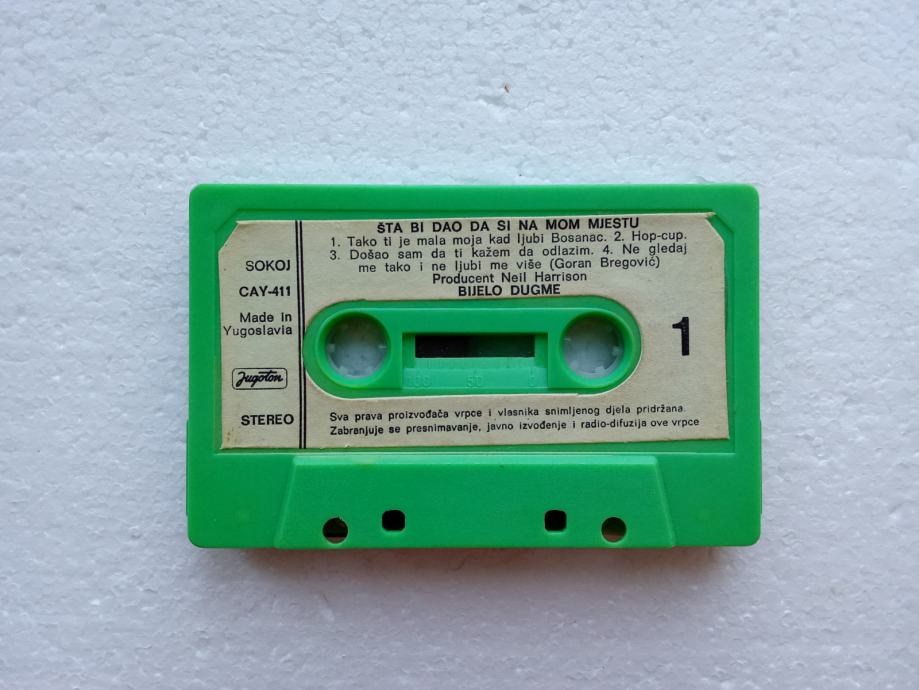 ŠTA BI DAO DA SI NA MOM MJESTU
1. Tako ti je mala moja kad ljubi Bosanac. 2. Hop-cup.
3. Došao sam da ti kažem da odlazim. 4. Ne gledaj
me tako i ne ljubi me više (Goran Bregović)
Producent Neil Harrison
BIJELO DUGME
SOKOJ
CAY-411
Made in
Yugoslavia
Jugoton
STEREO
1
100 50 0
Sva prava proizvođača vrpce i vlasnika snimljenog djela pridržana.
Zabranjuje se presnimavanje, javno izvođenje i radio-difuzija ove vrpce